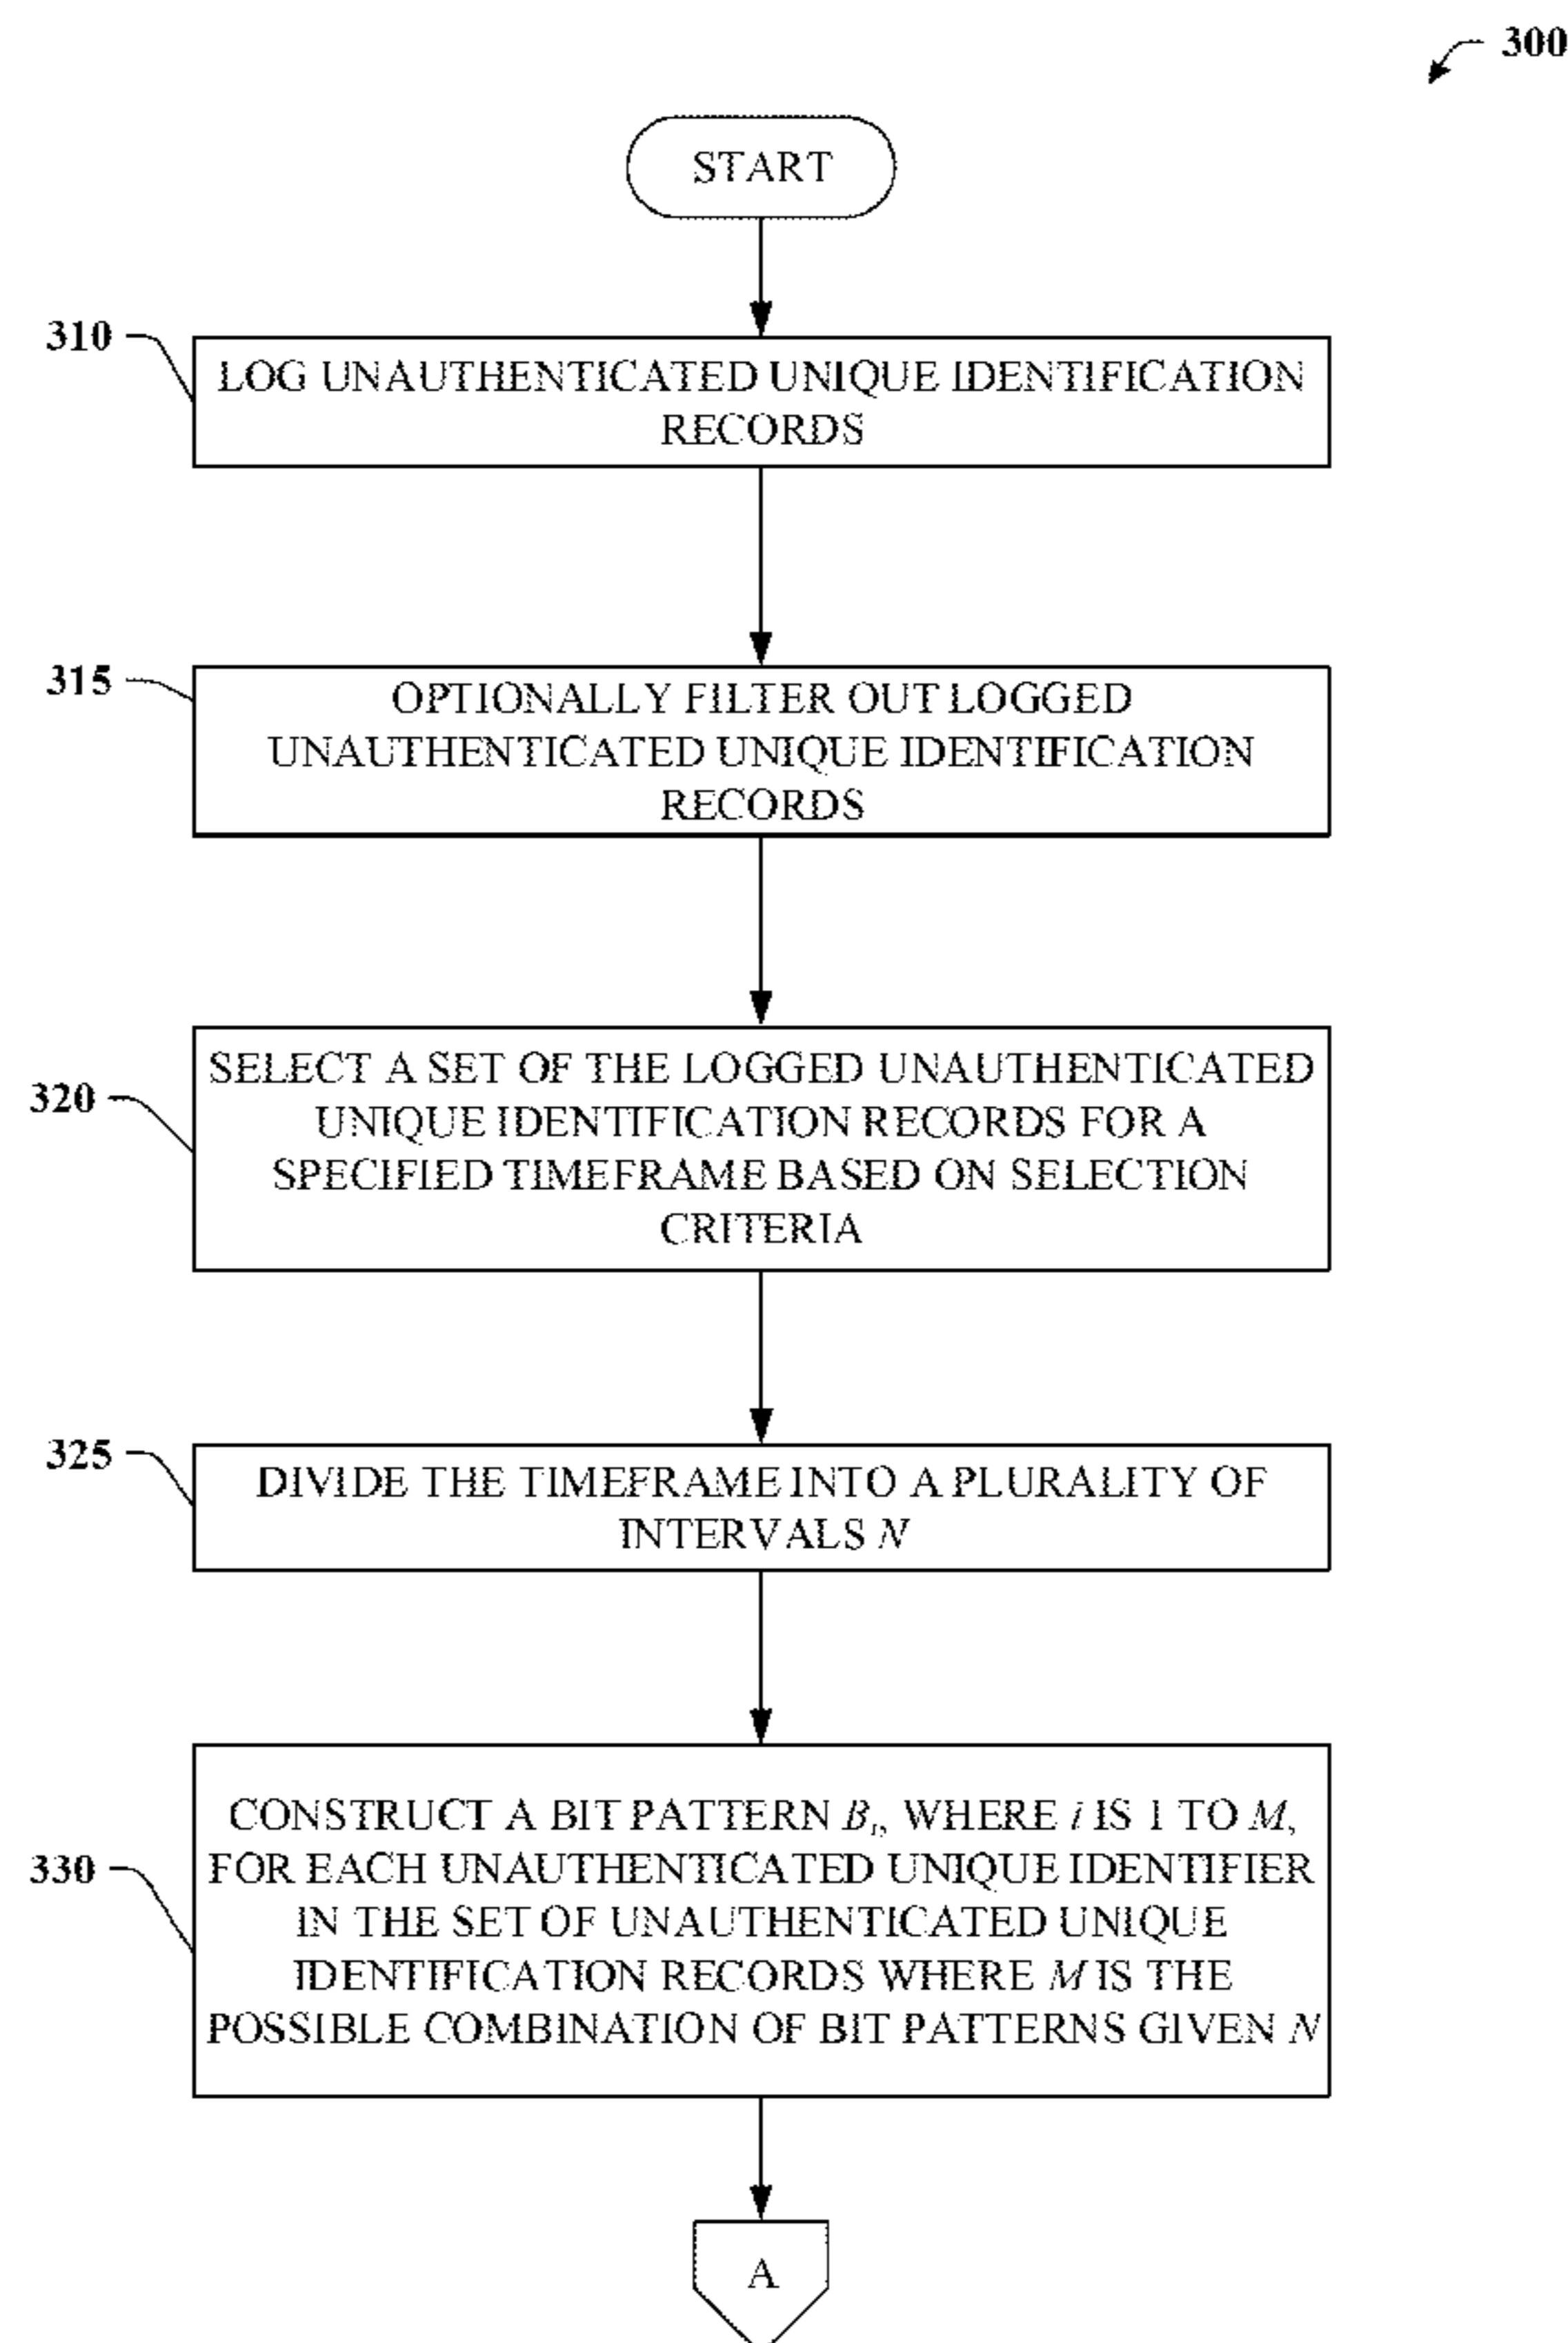 300
START
310
LOG UNAUTHENTICATED UNIQUE IDENTIFICATION
RECORDS
315
OPTIONALLY FILTER OUT LOGGED
UNAUTHENTICATED UNIQUE IDENTIFICATION
RECORDS
320
SELECT A SET OF THE LOGGED UNAUTHENTICATED
UNIQUE IDENTIFICATION RECORDS FOR A
SPECIFIED TIMEFRAME BASED ON SELECTION
CRITERIA
325
DIVIDE THE TIMEFRAME INTO A PLURALITY OF
INTERVALS N
330
CONSTRUCT A BIT PATTERN Bi, WHERE i IS 1 TO M,
FOR EACH UNAUTHENTICATED UNIQUE IDENTIFIER
IN THE SET OF UNAUTHENTICATED UNIQUE
IDENTIFICATION RECORDS WHERE M IS THE
POSSIBLE COMBINATION OF BIT PATTERNS GIVEN N
A